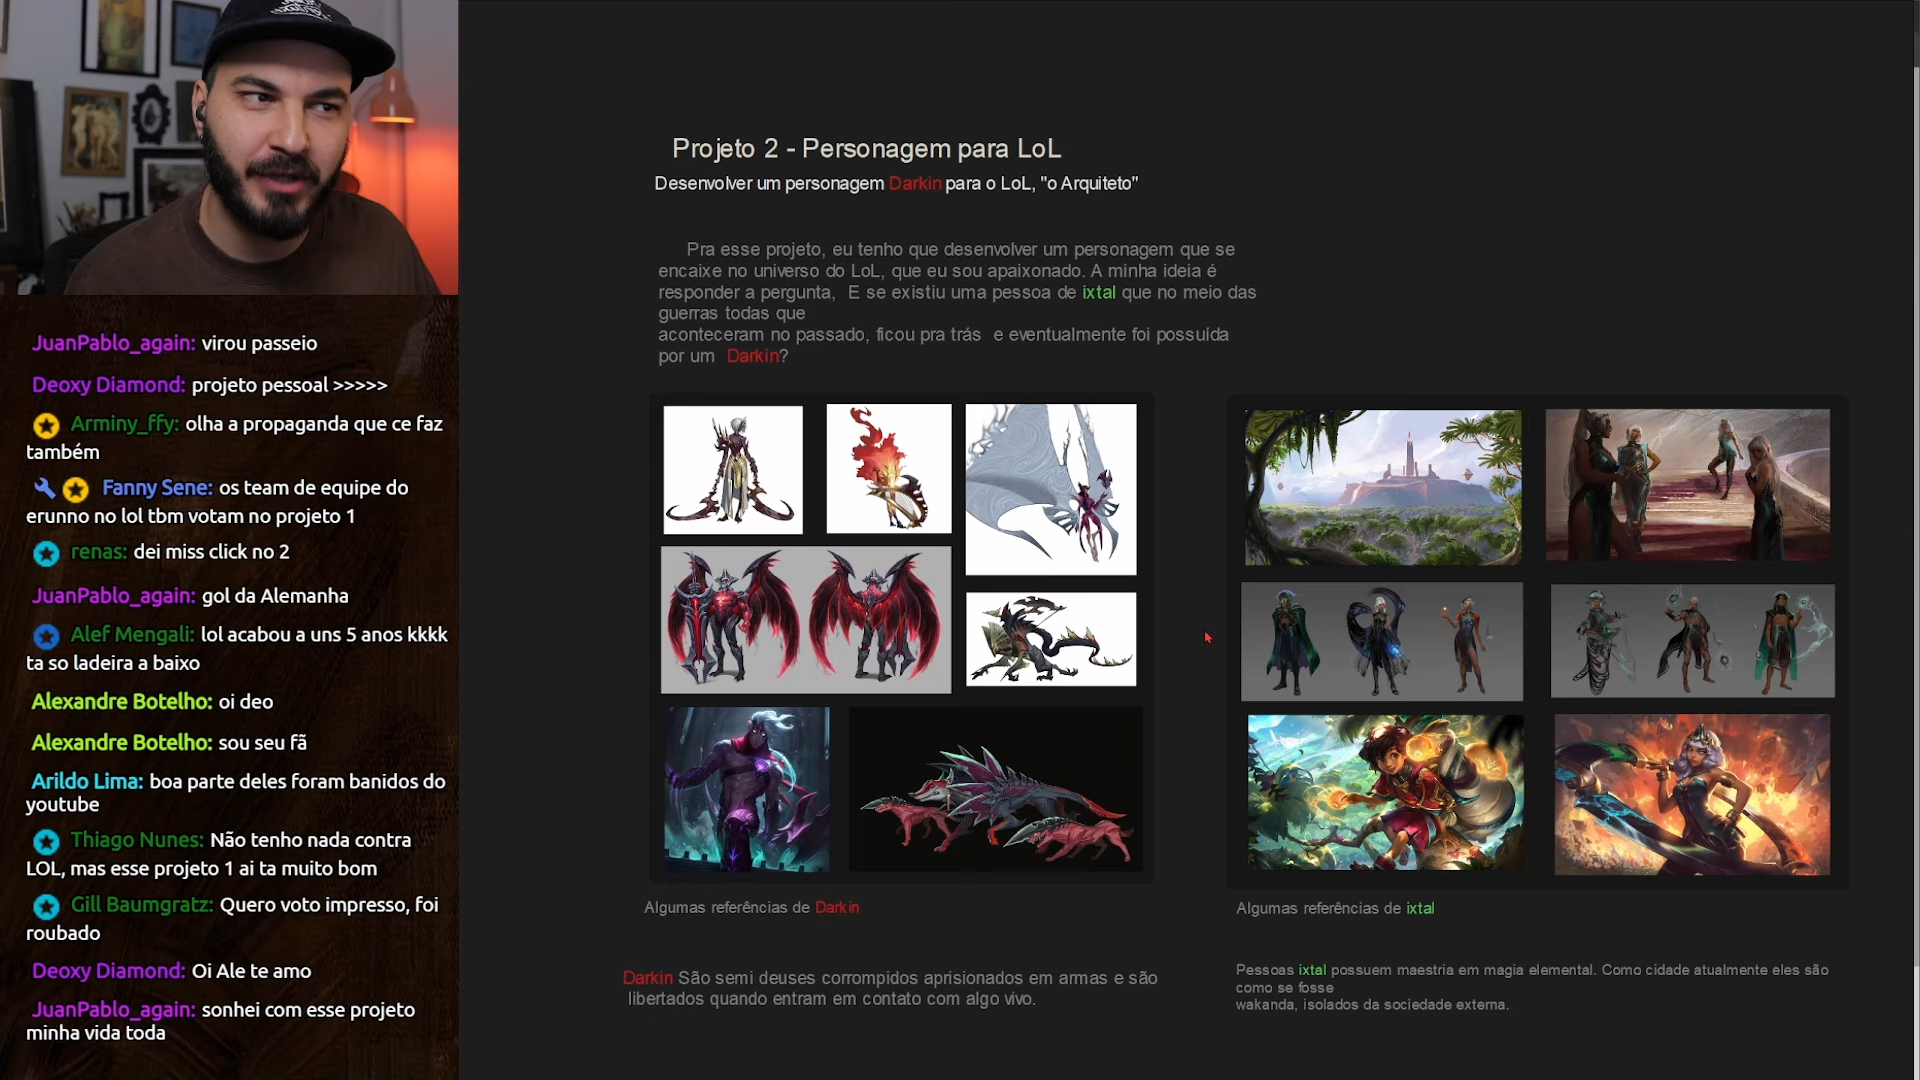 JuanPablo_again: virou passeio
Deoxy Diamond: projeto pessoal >>>>>
Arminy_ffy: olha a propaganda que ce faz
também
Fanny Sene: os team de equipe do
erunno no lol tbm votam no projeto 1
renas: dei miss click no 2
JuanPablo_again: gol da Alemanha
Alef Mengali: lol acabou a uns 5 anos kkkk
ta so ladeira a baixo
Alexandre Botelho: oi deo
Alexandre Botelho: sou seu fã
Arildo Lima: boa parte deles foram banidos do
youtube
Thiago Nunes: Não tenho nada contra
LOL, mas esse projeto 1 ai ta muito bom
Gill Baumgratz: Quero voto impresso, foi
roubado
Deoxy Diamond: Oi Ale te amo
JuanPablo_again: sonhei com esse projeto
minha vida toda
Projeto 2 - Personagem para LoL
Desenvolver um personagem Darkin para o LoL, "o Arquiteto"
Pra esse projeto, eu tenho que desenvolver um personagem que se
encaixe no universo do LoL, que eu sou apaixonado. A minha ideia é
responder a pergunta, E se existiu uma pessoa de ixtal que no meio das
guerras todas que
aconteceram no passado, ficou pra trás e eventualmente foi possuída
por um Darkin?
Algumas referências de Darkin
Darkin São semi deuses corrompidos aprisionados em armas e são
libertados quando entram em contato com algo vivo.
Algumas referências de ixtal
Pessoas ixtal possuem maestria em magia elemental. Como cidade atualmente eles são
como se fosse
wakanda, isolados da sociedade externa.